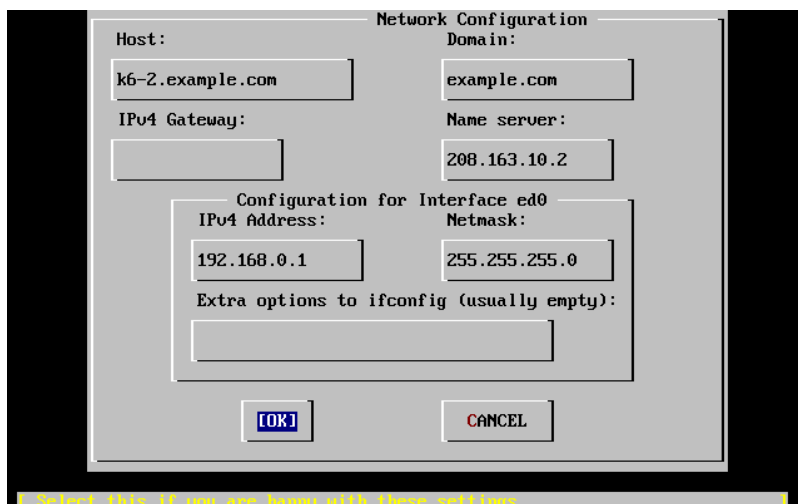 Network Configuration
Host: Domain:
k6-2.example.com example.com
IPv4 Gateway: Name server:
208.163.10.2
Configuration for Interface ed0
IPv4 Address: Netmask:
192.168.0.1 255.255.255.0
Extra options to ifconfig (usually empty):
[OK] CANCEL
[ Select this if you are happy with these settings ]